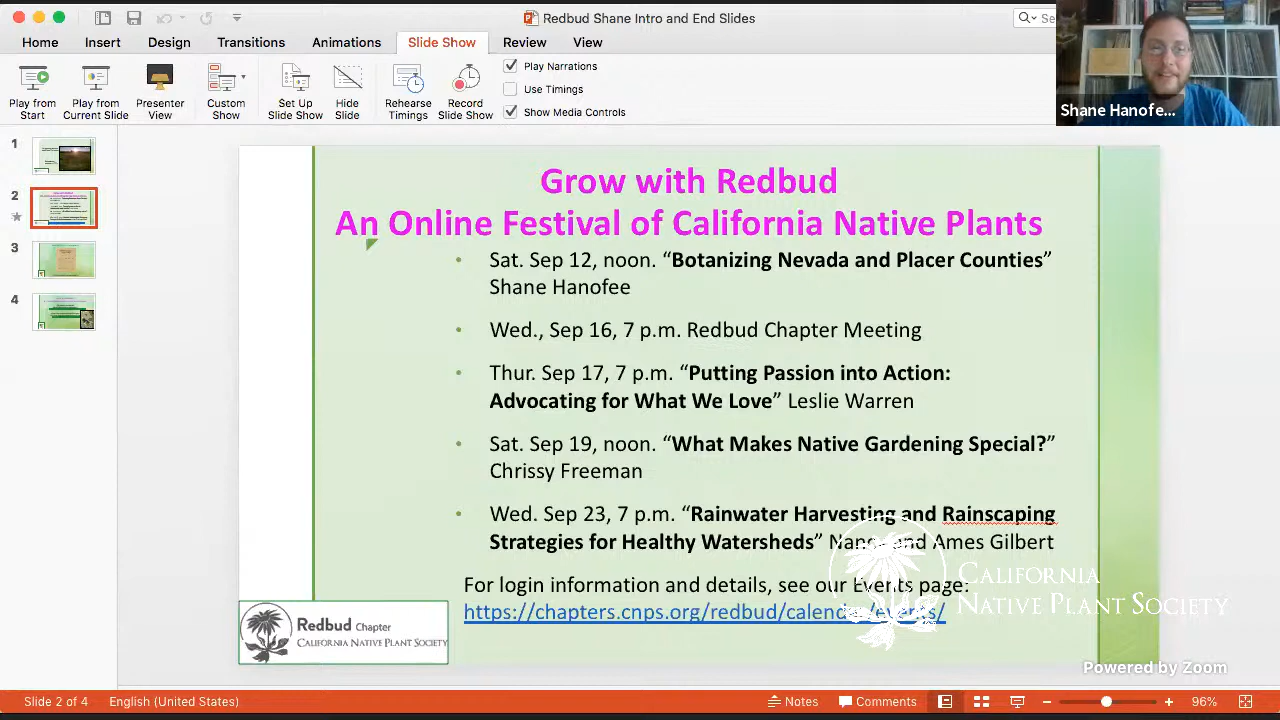 Redbud Shane Intro and End Slides
Se
Home Insert Design Transitions Animations Slide Show Review View
Play from Start
Play from Current Slide
Presenter View
Custom Show
Set Up Slide Show
Hide Slide
Rehearse Timings
Record Slide Show
Play Narrations
Use Timings
Show Media Controls
Shane Hanofe...
1
2
3
4
Grow with Redbud
An Online Festival of California Native Plants
• Sat. Sep 12, noon. “Botanizing Nevada and Placer Counties”
Shane Hanofee
• Wed., Sep 16, 7 p.m. Redbud Chapter Meeting
• Thur. Sep 17, 7 p.m. “Putting Passion into Action:
Advocating for What We Love” Leslie Warren
• Sat. Sep 19, noon. “What Makes Native Gardening Special?”
Chrissy Freeman
• Wed. Sep 23, 7 p.m. “Rainwater Harvesting and Rainscaping
Strategies for Healthy Watersheds” Nancy and Ames Gilbert
For login information and details, see our Events page:
https://chapters.cnps.org/redbud/calendar/events/
Redbud Chapter
CALIFORNIA NATIVE PLANT SOCIETY
CALIFORNIA
NATIVE PLANT SOCIETY
Powered by Zoom
Slide 2 of 4 English (United States) Notes Comments 96%